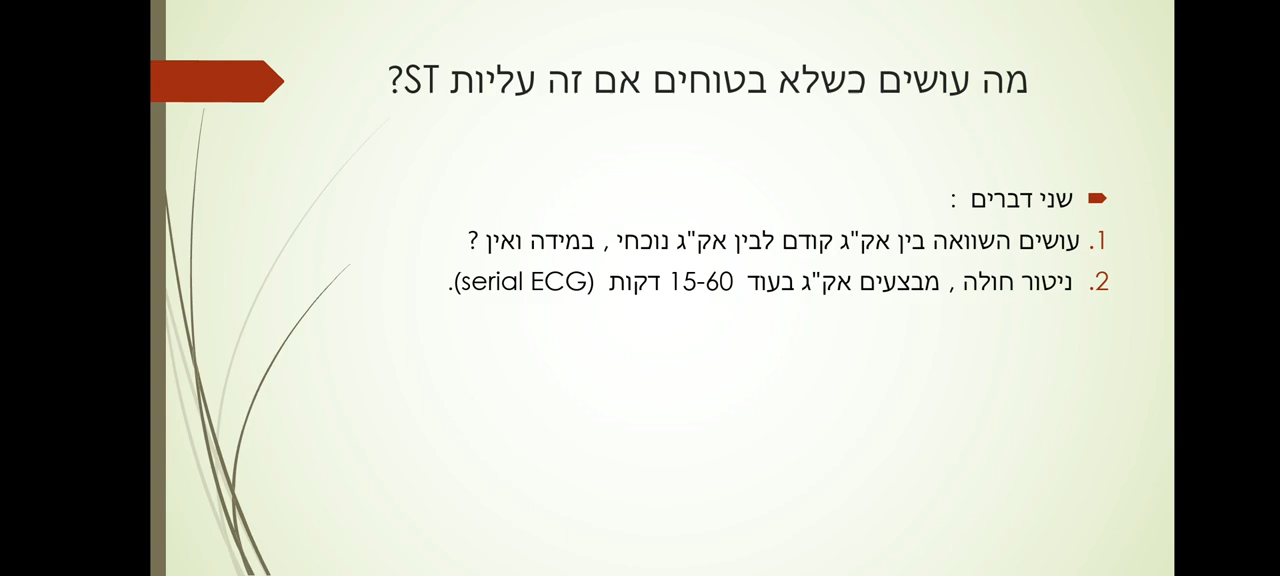 מה עושים כשלא בטוחים אם זה עליות ST?
שני דברים :
1. עושים השוואה בין אק"ג קודם לבין אק"ג נוכחי , במידה ואין ?
2. ניטור חולה , מבצעים אק"ג בעוד 15-60 דקות (serial ECG).